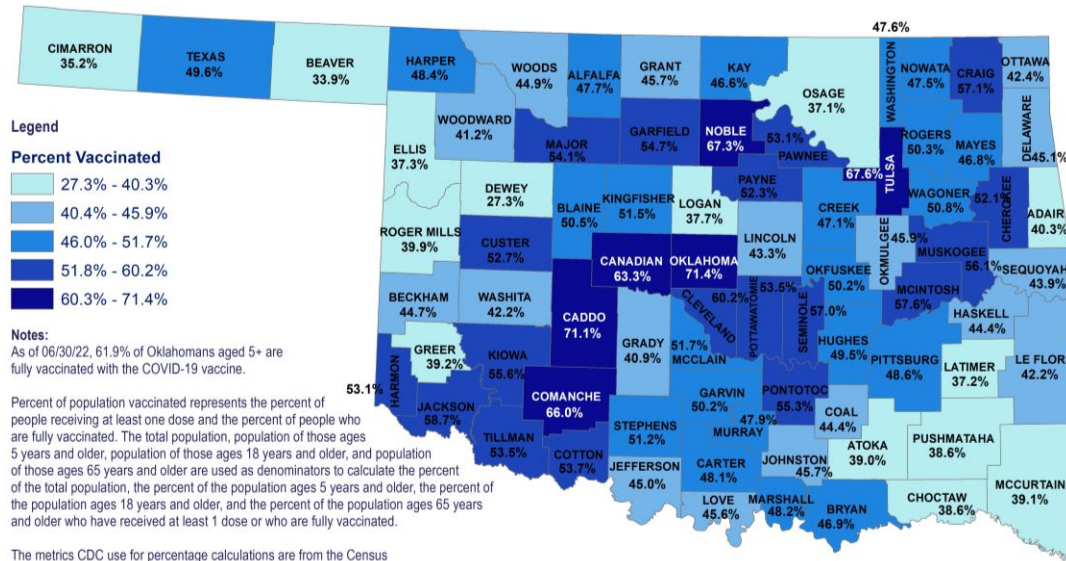 47.6%
CIMARRON
35.2%
TEXAS
49.6%
BEAVER
33.9%
HARPER
48.4%
WOODS
44.9%
ALFALFA
47.7%
GRANT
45.7%
KAY
46.6%
OSAGE
37.1%
WASHINGTON
NOWATA
47.5%
CRAIG
57.1%
OTTAWA
42.4%
WOODWARD
41.2%
ELLIS
37.3%
MAJOR
54.1%
GARFIELD
54.7%
NOBLE
67.3%
53.1%
PAWNEE
67.6%
TULSA
ROGERS
50.3%
MAYES
46.8%
DELAWARE
45.1%
DEWEY
27.3%
BLAINE
50.5%
KINGFISHER
51.5%
LOGAN
37.7%
PAYNE
52.3%
CREEK
47.1%
WAGONER
50.8%
52.1%
CHEROKEE
ADAIR
40.3%
ROGER MILLS
39.9%
CUSTER
52.7%
CANADIAN
63.3%
OKLAHOMA
71.4%
LINCOLN
43.3%
OKMULGEE
45.9%
MUSKOGEE
56.1%
SEQUOYAH
43.9%
BECKHAM
44.7%
WASHITA
42.2%
CADDO
71.1%
GRADY
40.9%
60.2%
CLEVELAND
53.5%
POTTAWATOMIE
SEMINOLE
57.0%
OKFUSKEE
50.2%
MCINTOSH
57.6%
HASKELL
44.4%
GREER
39.2%
KIOWA
55.6%
51.7%
MCCLAIN
HUGHES
49.5%
PITTSBURG
48.6%
LATIMER
37.2%
LE FLOR
42.2%
53.1%
HARMON
JACKSON
58.7%
COMANCHE
66.0%
GARVIN
50.2%
PONTOTOC
55.3%
COAL
44.4%
TILLMAN
53.5%
COTTON
53.7%
STEPHENS
51.2%
47.9%
MURRAY
JOHNSTON
45.7%
ATOKA
39.0%
PUSHMATAHA
38.6%
MCCURTAIN
39.1%
JEFFERSON
45.0%
CARTER
48.1%
LOVE
45.6%
MARSHALL
48.2%
BRYAN
46.9%
CHOCTAW
38.6%
Legend
Percent Vaccinated
27.3% - 40.3%
40.4% - 45.9%
46.0% - 51.7%
51.8% - 60.2%
60.3% - 71.4%
Notes:
As of 06/30/22, 61.9% of Oklahomans aged 5+ are
fully vaccinated with the COVID-19 vaccine.
Percent of population vaccinated represents the percent of
people receiving at least one dose and the percent of people who
are fully vaccinated. The total population, population of those ages
5 years and older, population of those ages 18 years and older, and population
of those ages 65 years and older are used as denominators to calculate the percent
of the total population, the percent of the population ages 5 years and older, the percent of
the population ages 18 years and older, and the percent of the population ages 65 years
and older who have received at least 1 dose or who are fully vaccinated.
The metrics CDC use for percentage calculations are from the Census